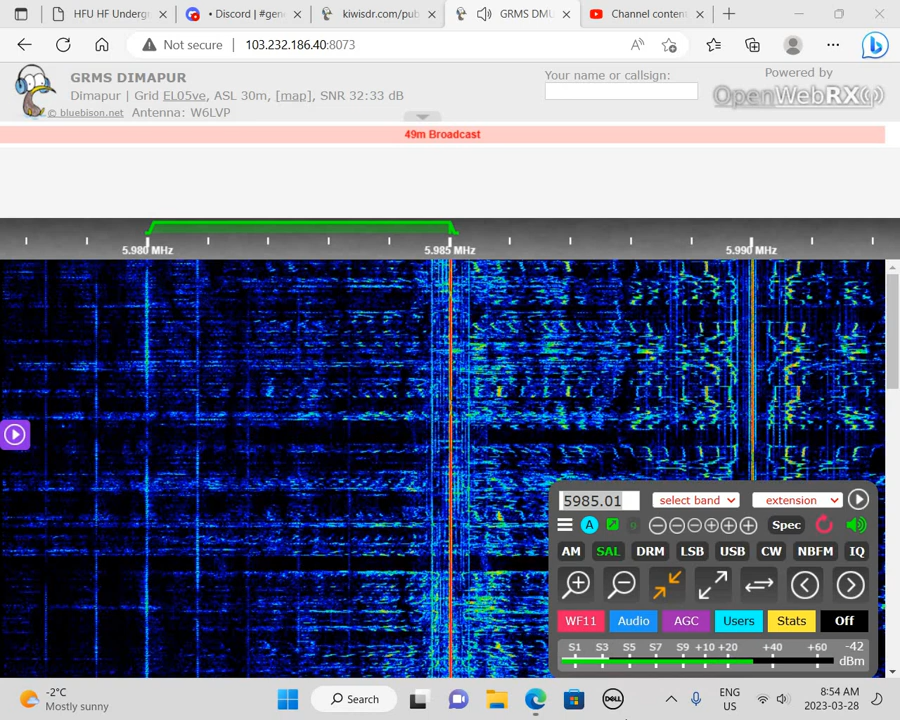 HFU HF Underg
• Discord | #gene
kiwisdr.com/pub
GRMS DMU
Channel content
Not secure
103.232.186.40:8073
GRMS DIMAPUR
Dimapur | Grid EL05ve, ASL 30m, [map], SNR 32:33 dB
© bluebison.net
Antenna: W6LVP
Your name or callsign:
Powered by
OpenWebRX
49m Broadcast
5.980 MHz
5.985 MHz
5.990 MHz
5985.01
select band
extension
A
9
Spec
AM
SAL
DRM
LSB
USB
CW
NBFM
IQ
WF11
Audio
AGC
Users
Stats
Off
S1 S3 S5 S7 S9 +10 +20 +40 +60
-42
dBm
-2°C
Mostly sunny
Search
DELL
ENG
US
8:54 AM
2023-03-28